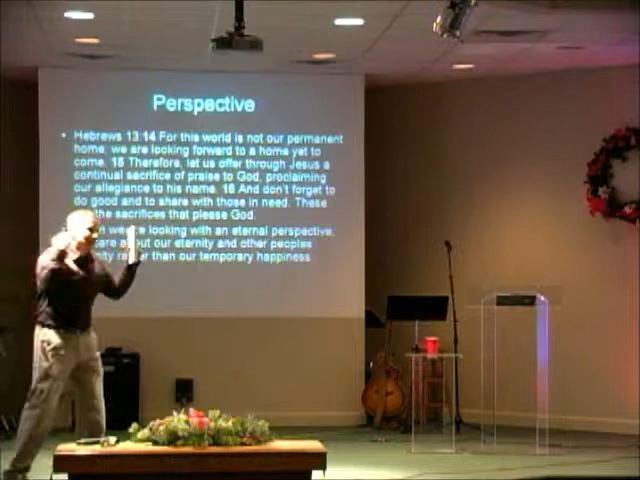 Perspective
• Hebrews 13:14 For this world is not our permanent
home; we are looking forward to a home yet to
come. 15 Therefore, let us offer through Jesus a
continual sacrifice of praise to God, proclaiming
our allegiance to his name. 16 And don't forget to
do good and to share with those in need. These
the sacrifices that please God.
we are looking with an eternal perspective,
care about our eternity and other peoples
than our temporary happiness